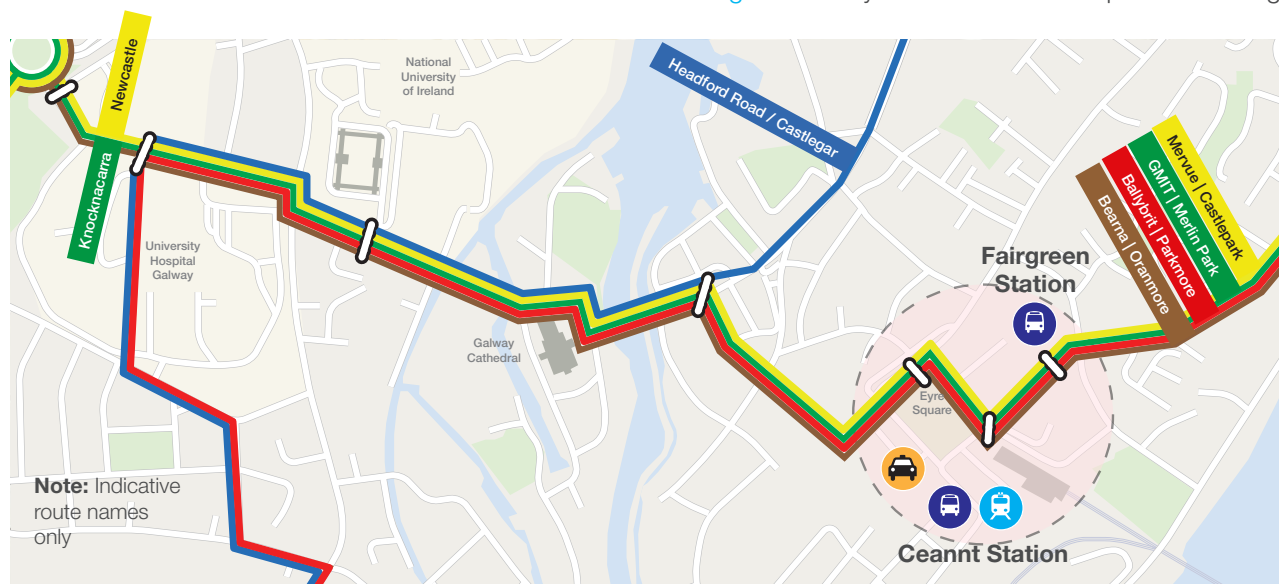 Newcastle
Knocknacarra
National
University
of Ireland
Headford Road / Castlegar
Mervue | Castlepark
GMIT | Merlin Park
Ballybrit | Parkmore
Bearna | Oranmore
University
Hospital
Galway
Fairgreen
Station
Galway
Cathedral
Eyre
Square
Note: Indicative
route names
only
Ceannt Station